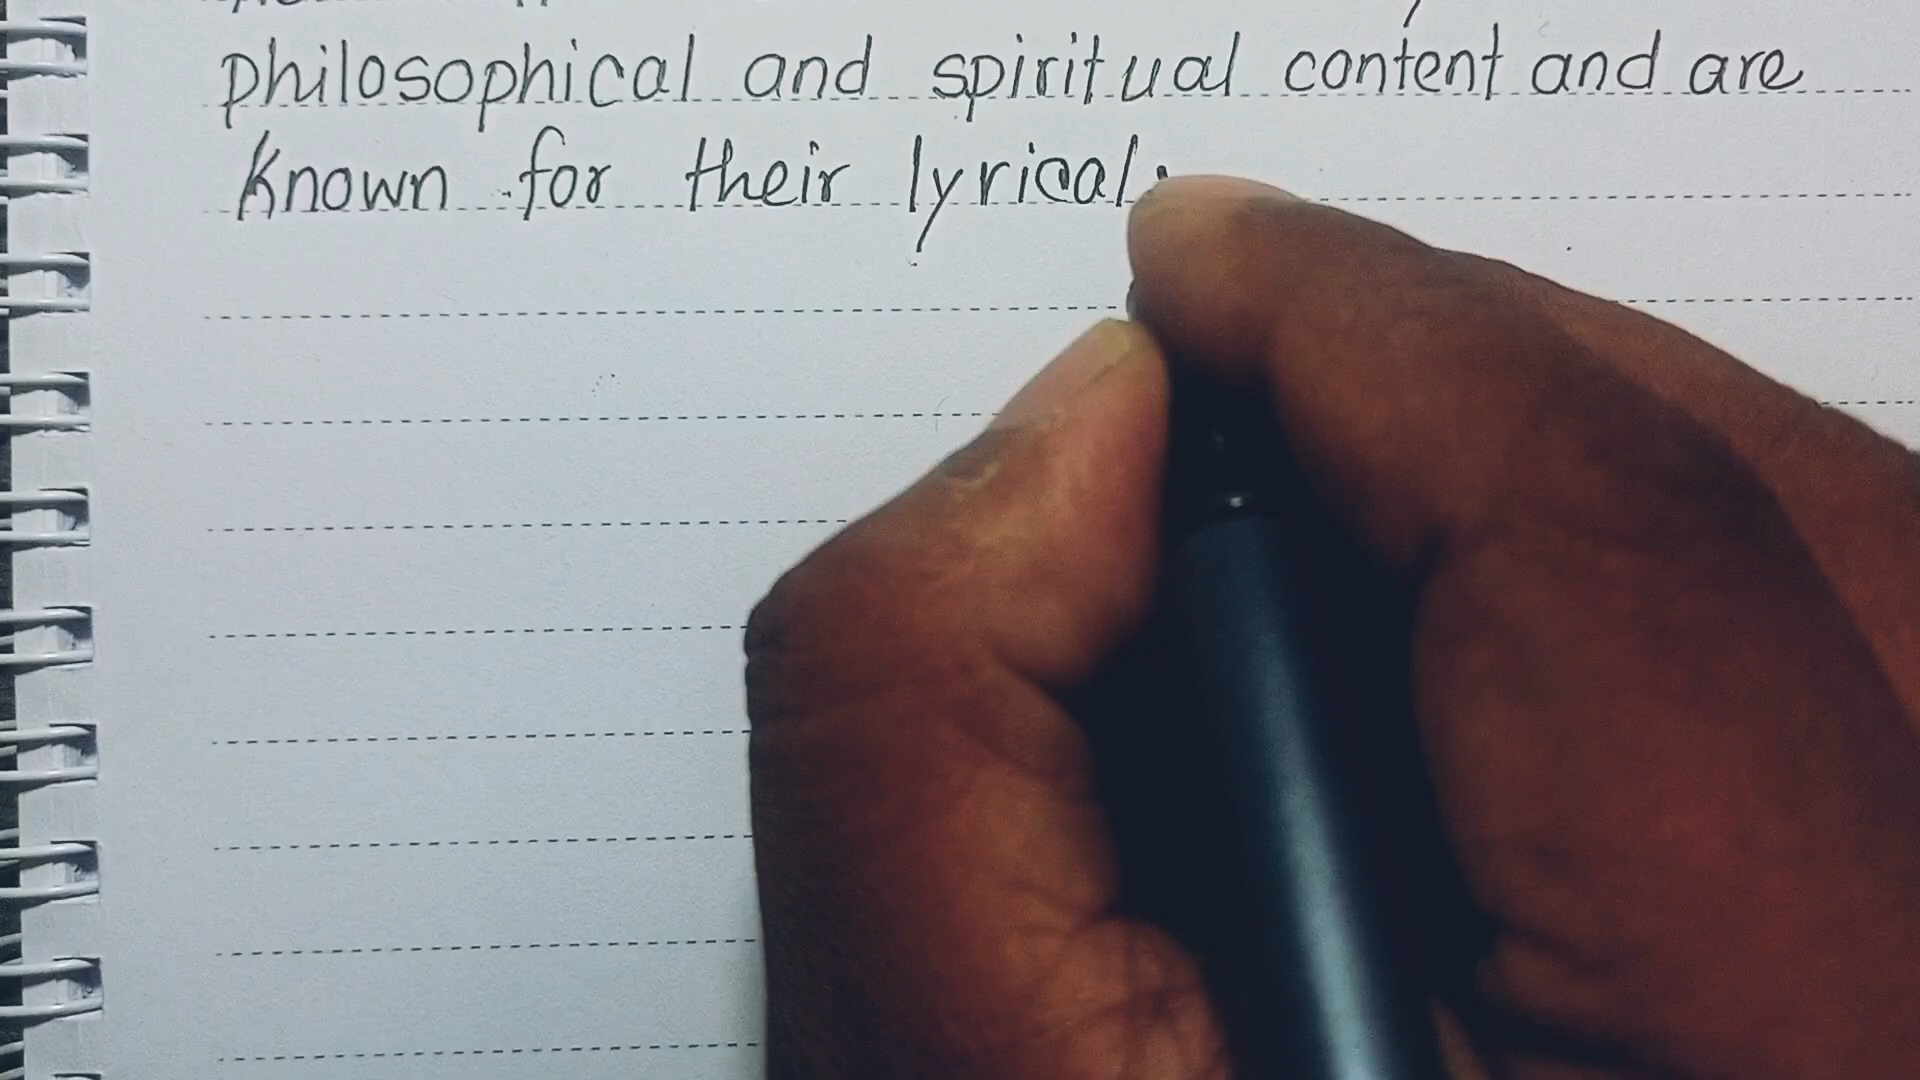 philosophical and spiritual content and are
Known for their lyrical